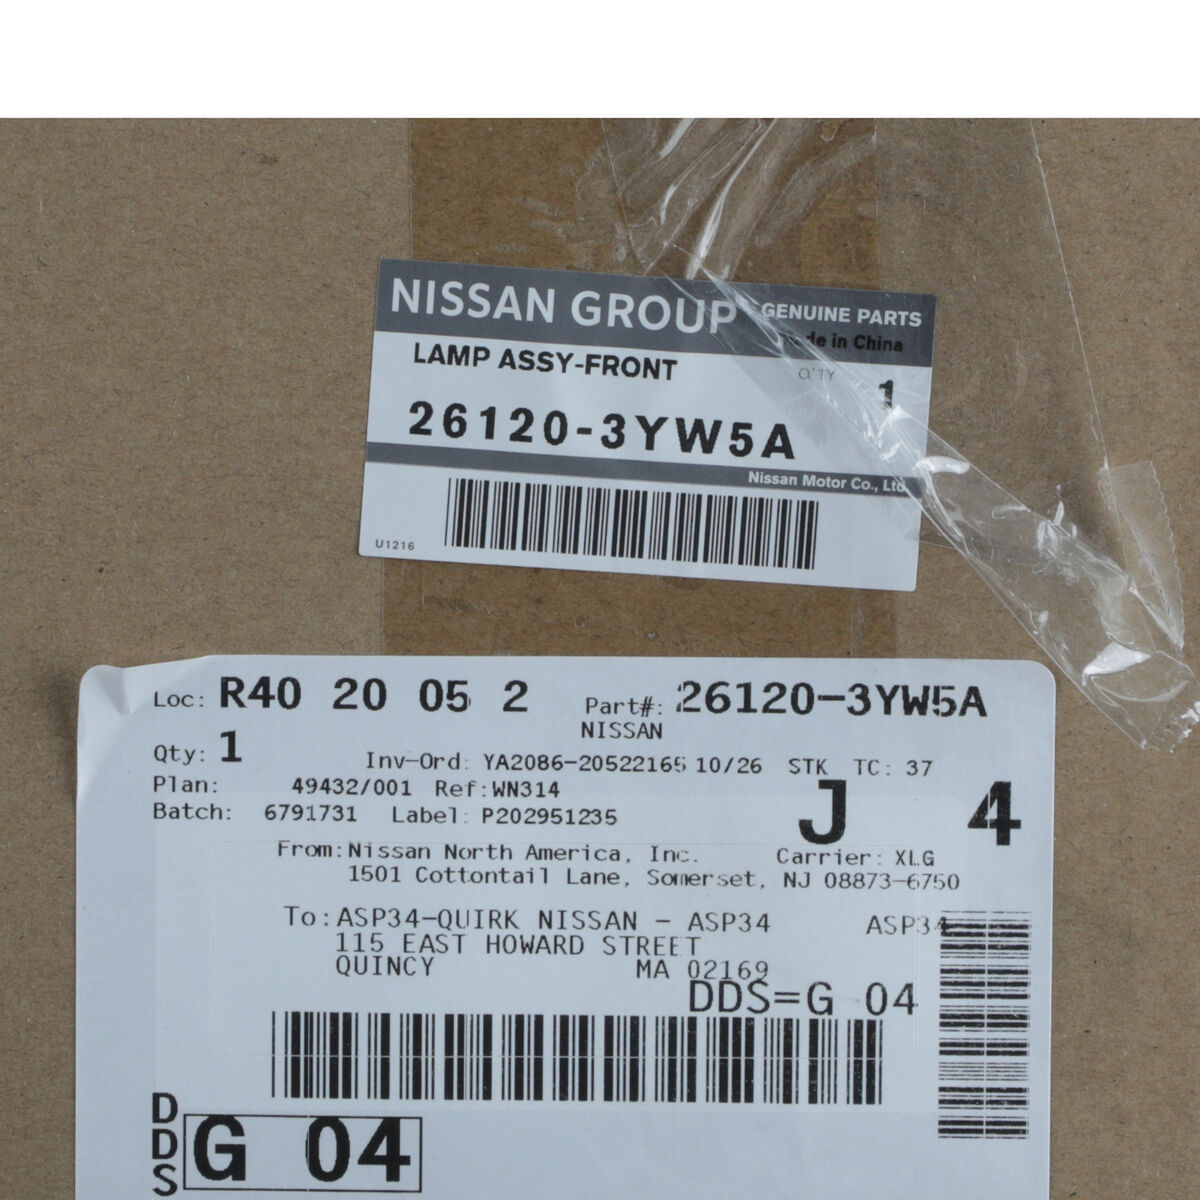 NISSAN GROUP GENUINE PARTS
Made in China
LAMP ASSY-FRONT Q'TY 1
26120-3YW5A
Nissan Motor Co., Ltd.
U1216
Loc: R40 20 05 2 Part#: 26120-3YW5A
NISSAN
Qty: 1
Inv-Ord: YA2086-20522165 10/26 STK TC: 37
Plan: 49432/001 Ref:WN314
Batch: 6791731 Label: P202951235
J 4
From: Nissan North America, Inc. Carrier: XLG
1501 Cottontail Lane, Somerset, NJ 08873-6750
To: ASP34-QUIRK NISSAN - ASP34 ASP34
115 EAST HOWARD STREET
QUINCY MA 02169
DDS=G 04
DDS G 04